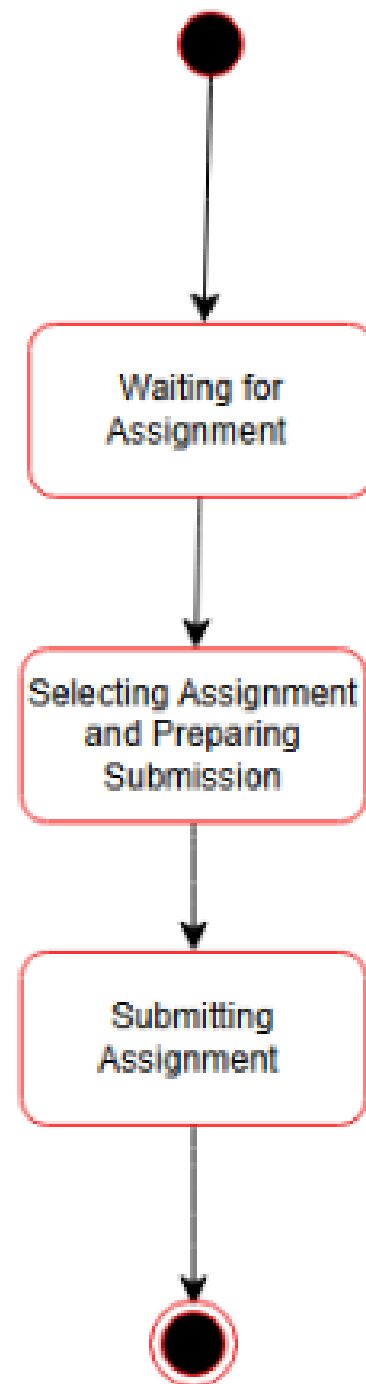 Waiting for
Assignment
Selecting Assignment
and Preparing
Submission
Submitting
Assignment